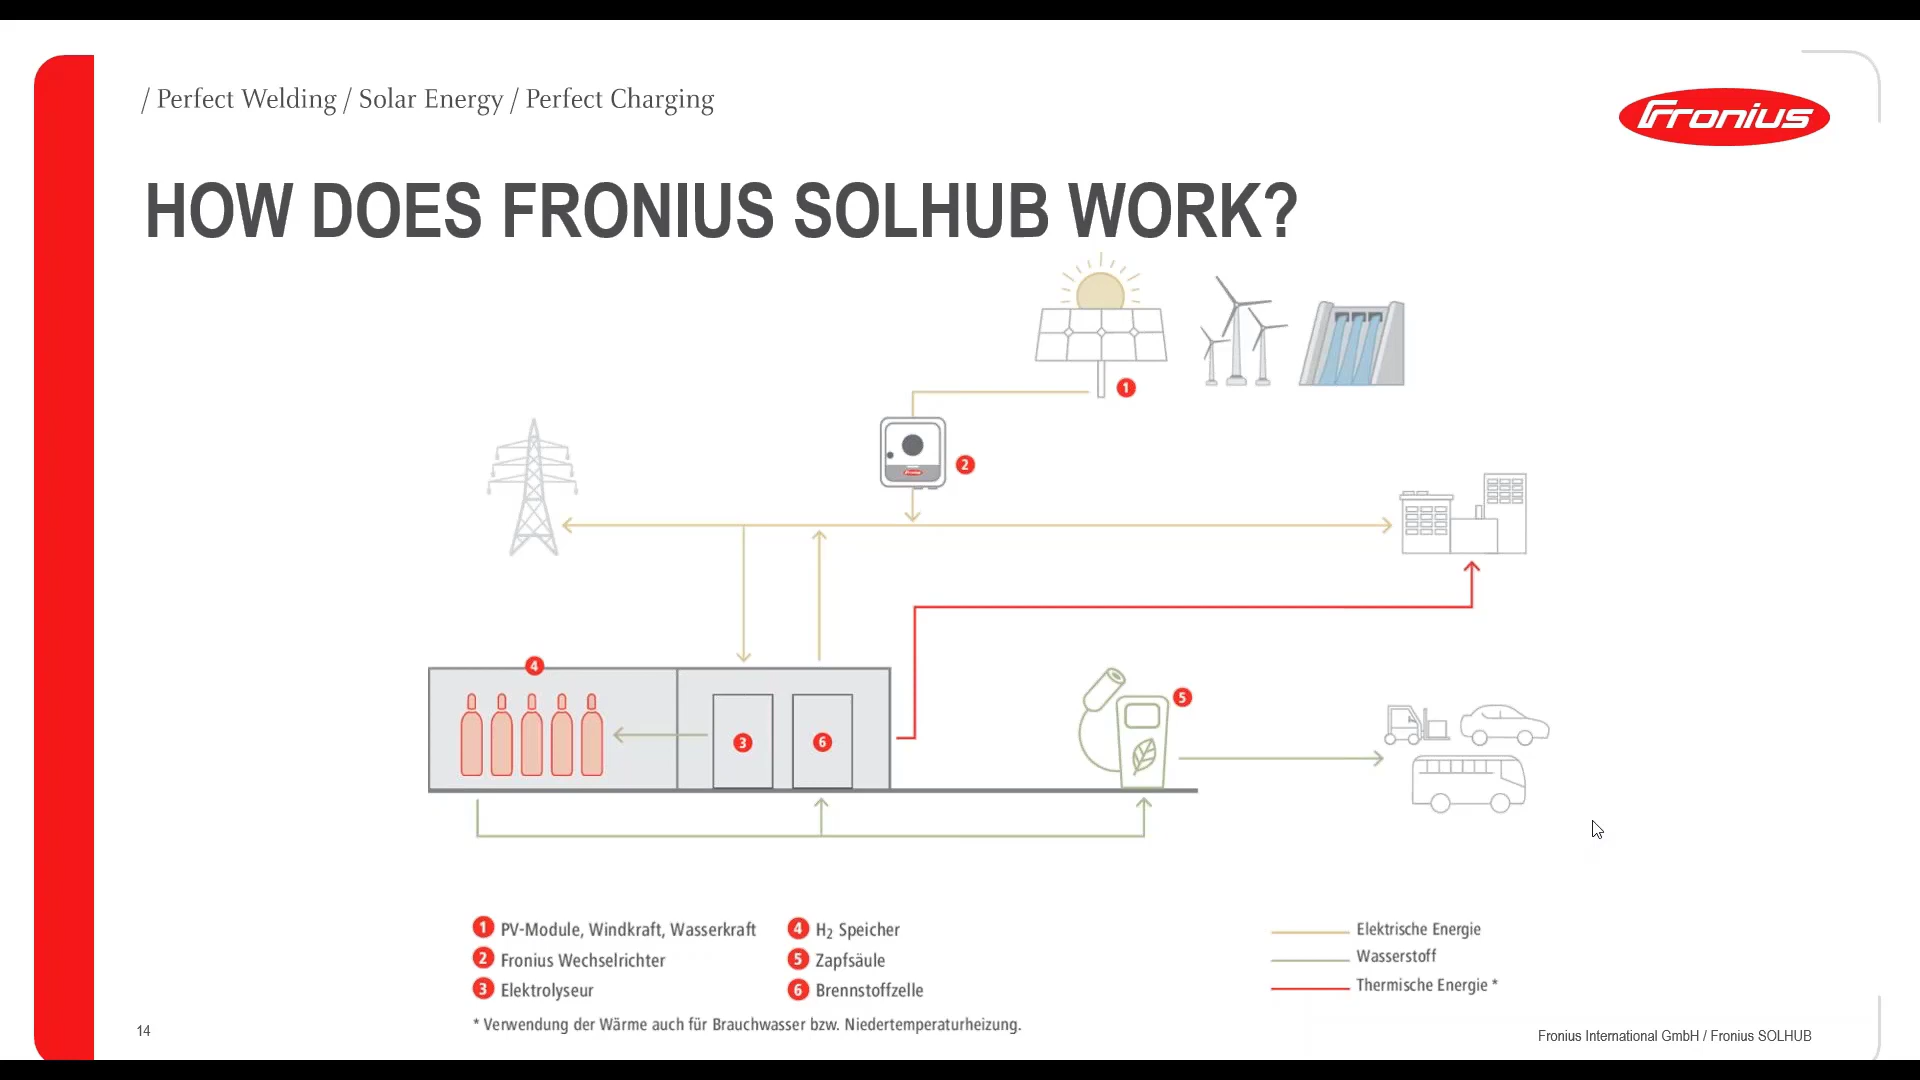 / Perfect Welding / Solar Energy / Perfect Charging
Fronius
HOW DOES FRONIUS SOLHUB WORK?
1
2
Fronius
4
5
3
6
1 PV-Module, Windkraft, Wasserkraft
2 Fronius Wechselrichter
3 Elektrolyseur
4 H₂ Speicher
5 Zapfsäule
6 Brennstoffzelle
Elektrische Energie
Wasserstoff
Thermische Energie *
* Verwendung der Wärme auch für Brauchwasser bzw. Niedertemperaturheizung.
14
Fronius International GmbH / Fronius SOLHUB